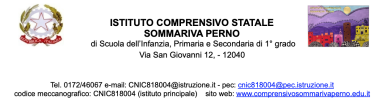 ISTITUTO COMPRENSIVO STATALE
SOMMARIVA PERNO
di Scuola dell'Infanzia, Primaria e Secondaria di 1° grado
Via San Giovanni 12, - 12040
Tel. 0172/46067 e-mail: CNIC818004@istruzione.it - pec: cnic818004@pec.istruzione.it
codice meccanografico: CNIC818004 (istituto principale) sito web: www.comprensivosommarivaperno.edu.it